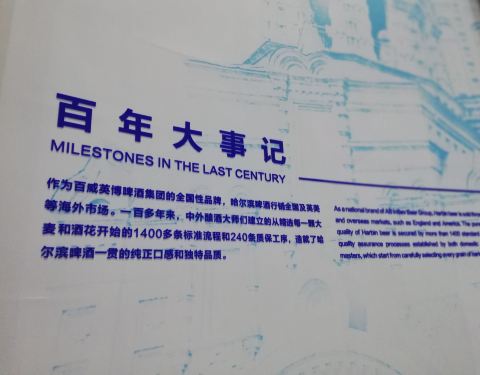 百年大事记
MILESTONES IN THE LAST CENTURY
作为百威英博啤酒集团的全国性品牌，哈尔滨啤酒行销全国及英美
等海外市场。一百多年来，中外酿酒大师们建立的从精选每一颗大
麦和酒花开始的1400多条标准流程和240条质保工序，造就了哈
尔滨啤酒一贯的纯正口感和独特品质。
As a national brand of AB InBev Beer Group, Harbin beer is sold
and overseas markets, such as England and America. The pure
quality of Harbin beer is secured by more than 1400 standard
quality assurance processes established by both domestic
masters, which start from carefully selecting every grain of